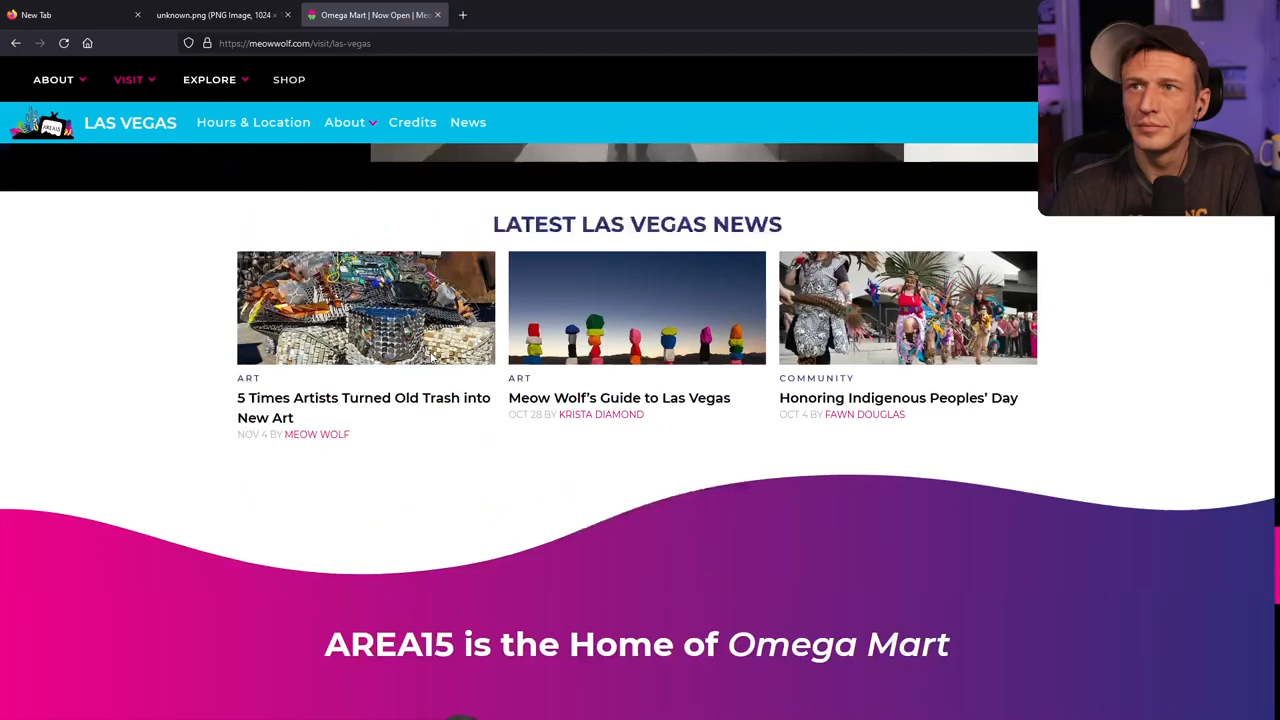 New Tab
unknown.png (PNG Image, 1024 ×
Omega Mart | Now Open | Meo
https://meowwolf.com/visit/las-vegas
ABOUT
VISIT
EXPLORE
SHOP
AREA15
LAS VEGAS
Hours & Location
About
Credits
News
LATEST LAS VEGAS NEWS
ART
5 Times Artists Turned Old Trash into
New Art
NOV 4 BY MEOW WOLF
ART
Meow Wolf’s Guide to Las Vegas
OCT 28 BY KRISTA DIAMOND
COMMUNITY
Honoring Indigenous Peoples’ Day
OCT 4 BY FAWN DOUGLAS
AREA15 is the Home of Omega Mart